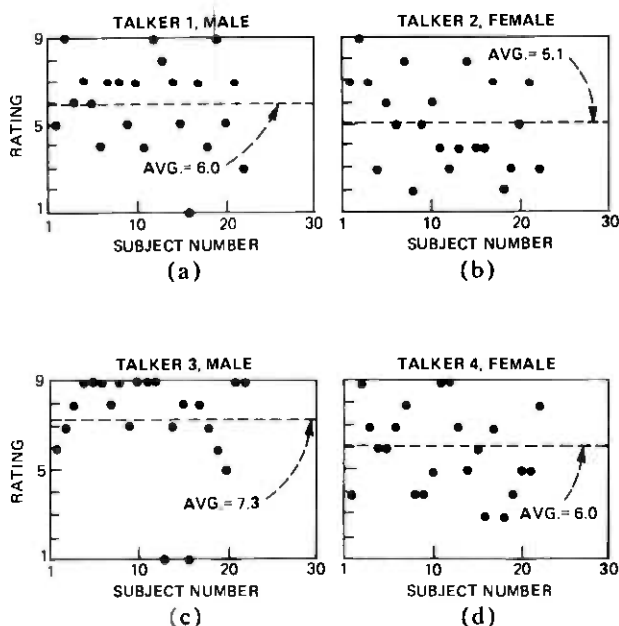 TALKER 1, MALE
9
5
1
RATING
AVG. = 6.0
1 10 20 30
SUBJECT NUMBER
(a)
TALKER 2, FEMALE
AVG. = 5.1
1 10 20 30
SUBJECT NUMBER
(b)
TALKER 3, MALE
9
5
1
RATING
AVG. = 7.3
1 10 20 30
SUBJECT NUMBER
(c)
TALKER 4, FEMALE
AVG. = 6.0
1 10 20 30
SUBJECT NUMBER
(d)